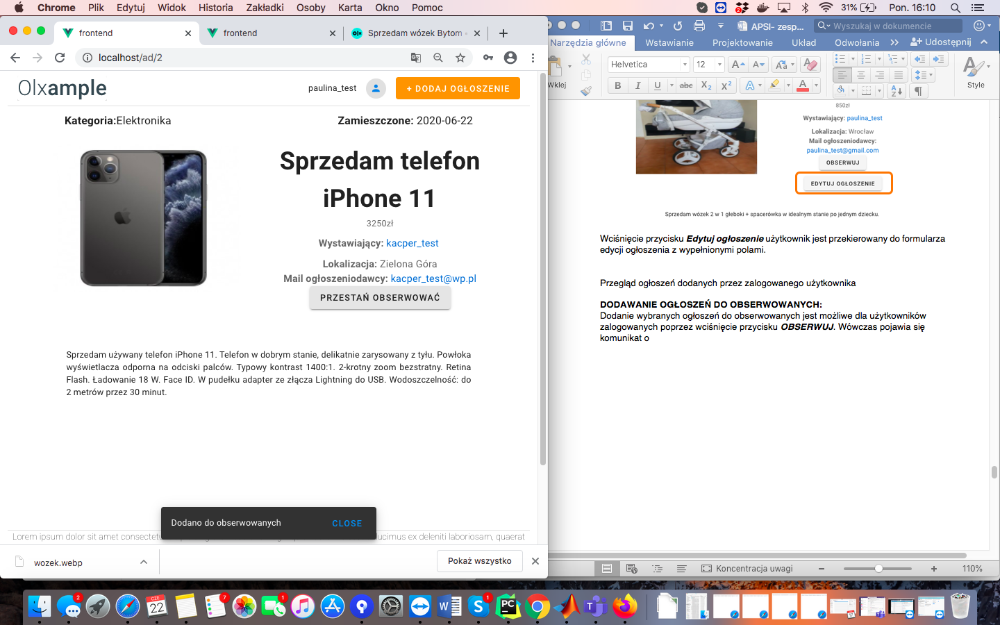 Chrome Plik Edytuj Widok Historia Zakładki Osoby Karta Okno Pomoc 2 31% Pon. 16:10
frontend
frontend
Sprzedam wózek Bytom
localhost/ad/2
Olxample
paulina_test
+ DODAJ OGŁOSZENIE
Kategoria:Elektronika
Zamieszczone: 2020-06-22
Sprzedam telefon
iPhone 11
3250zł
Wystawiający: kacper_test
Lokalizacja: Zielona Góra
Mail ogłoszeniodawcy: kacper_test@wp.pl
PRZESTAŃ OBSERWOWAĆ
Sprzedam używany telefon iPhone 11. Telefon w dobrym stanie, delikatnie zarysowany z tyłu. Powłoka
wyświetlacza odporna na odciski palców. Typowy kontrast 1400:1. 2-krotny zoom bezstratny. Retina
Flash. Ładowanie 18 W. Face ID. W pudełku adapter ze złącza Lightning do USB. Wodoszczelność: do
2 metrów przez 30 minut.
Dodano do obserwowanych
CLOSE
Lorem ipsum dolor sit amet consectetu
ucimus ex deleniti laboriosam, quaerat
wozek.webp
Pokaż wszystko
APSI- zesp...
Wyszukaj w dokumencie
Narzędzia główne Wstawianie Projektowanie Układ Odwołania Udostępnij
Wklej
Helvetica
12
Style
850zł
Wystawiający: paulina_test
Lokalizacja: Wrocław
Mail ogłoszeniodawcy:
paulina_test@gmail.com
OBSERWUJ
EDYTUJ OGŁOSZENIE
Sprzedam wózek 2 w 1 głeboki + spacerówka w idealnym stanie po jednym dziecku.
Wciśnięcie przycisku Edytuj ogłoszenie użytkownik jest przekierowany do formularza
edycji ogłoszenia z wypełnionymi polami.
Przegląd ogłoszeń dodanych przez zalogowanego użytkownika
DODAWANIE OGŁOSZEŃ DO OBSERWOWANYCH:
Dodanie wybranych ogłoszeń do obserwowanych jest możliwe dla użytkowników
zalogowanych poprzez wciśnięcie przycisku OBSERWUJ. Wówczas pojawia się
komunikat o
Koncentracja uwagi
110%
2 CZE 22 7 1 1